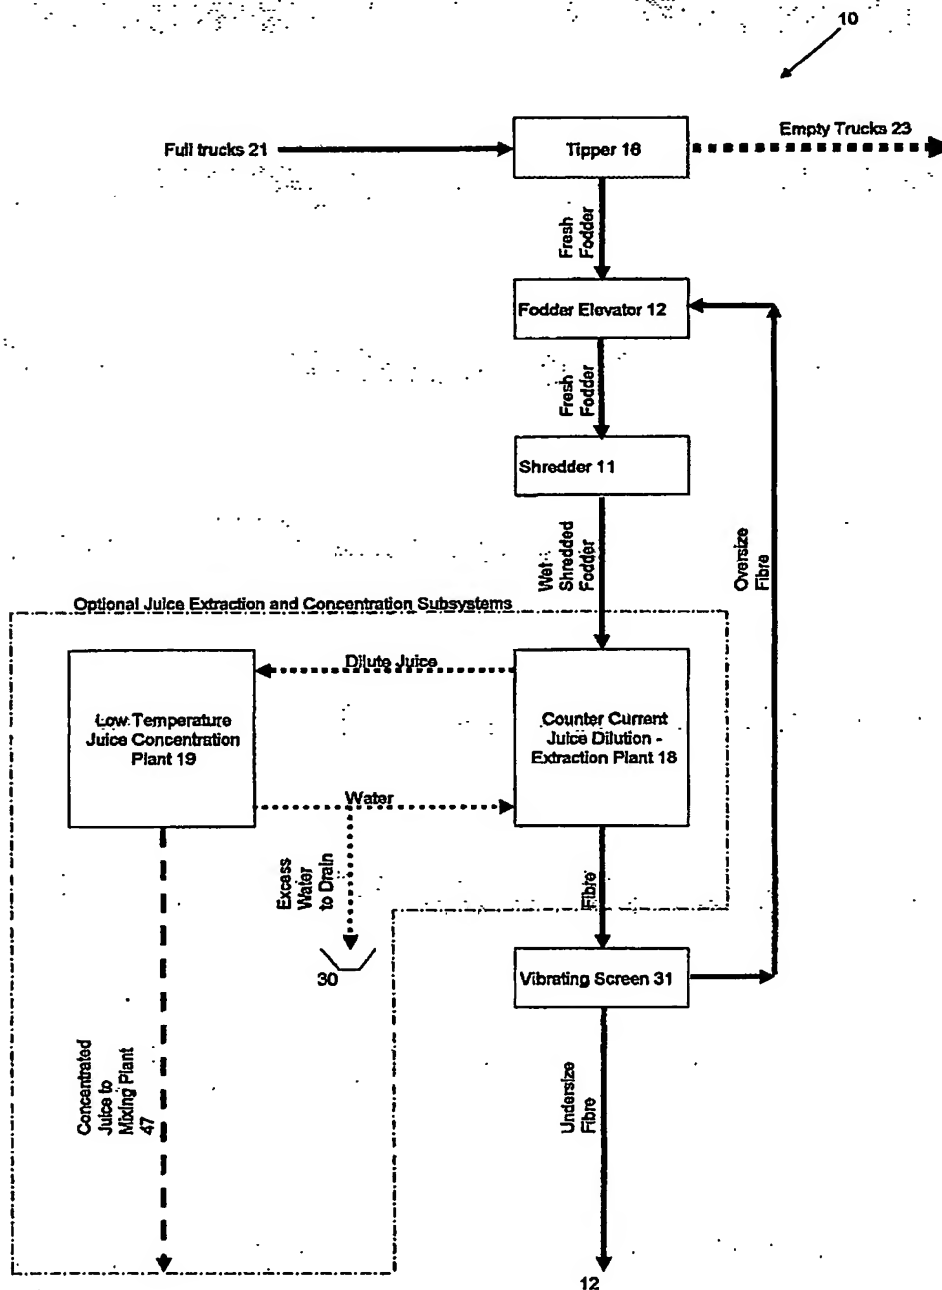 10
Full trucks 21
Tipper 16
Empty Trucks 23
Fresh
Fodder
Fodder Elevator 12
Fresh
Fodder
Shredder 11
Wet
Shredded
Fodder
Oversize
Fibre
Optional Juice Extraction and Concentration Subsystems
Dilute Juice
Low Temperature
Juice Concentration
Plant 19
Counter Current
Juice Dilution -
Extraction Plant 18
Water
Excess
Water
to Drain
30
Fibre
Vibrating Screen 31
Concentrated
Juice to
Mixing Plant
47
Undersize
Fibre
12